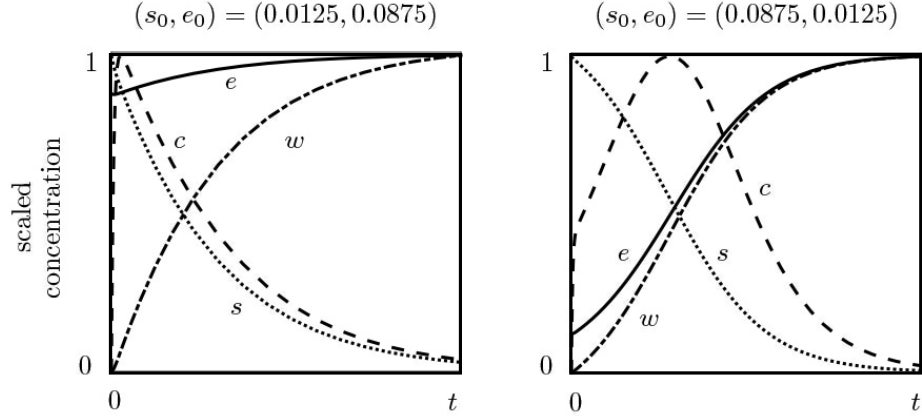 (s₀, e₀) = (0.0125, 0.0875)
(s₀, e₀) = (0.0875, 0.0125)
scaled
concentration
1
e
c
w
s
0
0
t
1
c
e
s
w
0
0
t